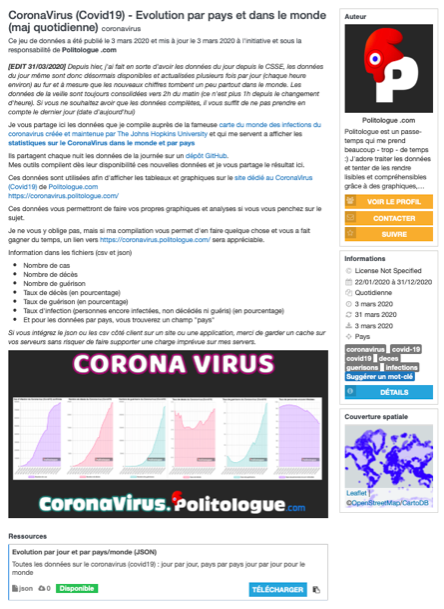 CoronaVirus (Covid19) - Evolution par pays et dans le monde
(maj quotidienne) coronavirus
Ce jeu de données a été publié le 3 mars 2020 et mis à jour le 3 mars 2020 à l'initiative et sous la
responsabilité de Politologue .com
[EDIT 31/03/2020] Depuis hier, j'ai fait en sorte d'avoir les données du jour depuis le CSSE, les données
du jour même sont donc désormais disponibles et actualisées plusieurs fois par jour (chaque heure
environ) au fur et à mesure que les nouveaux chiffres tombent un peu partout dans le monde. Les
données de la veille sont toujours consolidées vers 2h du matin (ce n'est plus 1h depuis le changement
d'heure). Si vous ne souhaitez avoir que les données complètes, il vous suffit de ne pas prendre en
compte le dernier jour (date d'aujourd'hui)
Je vous partage ici les données que je compile auprès de la fameuse carte du monde des infections du
coronavirus créée et maintenue par The Johns Hopkins University et qui me servent à afficher les
statistiques sur le CoronaVirus dans le monde et par pays
Ils partagent chaque nuit les données de la journée sur un dépôt GitHub.
Mes outils compilent dès leur disponibilité ces nouvelles données et je vous partage le résultat ici.
Ces données sont utilisées afin d'afficher les tableaux et graphiques sur le site dédié au CoronaVirus
(Covid19) de Politologue.com
https://coronavirus.politologue.com/
Ces données vous permettront de faire vos propres graphiques et analyses si vous vous penchez sur le
sujet.
Je ne vous y oblige pas, mais si ma compilation vous permet d'en faire quelque chose et vous a fait
gagner du temps, un lien vers https://coronavirus.politologue.com/ sera appréciable.
Information dans les fichiers (csv et json)
Nombre de cas
Nombre de décès
Nombre de guérison
Taux de décès (en pourcentage)
Taux de guérison (en pourcentage)
Taux d'infection (personnes encore infectées, non décédés ni guéris) (en pourcentage)
Et pour les données par pays, vous trouverez un champ "pays"
Si vous intégrez le json ou les csv côté client sur un site ou une application, merci de garder un cache sur
vos serveurs sans risquer de faire supporter une charge imprévue sur mes serveurs.
CORONA VIRUS
CoronaVirus.Politologue.com
Ressources
Evolution par jour et par pays/monde (JSON)
Toutes les données sur le coronavirus (covid19) : jour par jour, pays par pays jour par jour pour le
monde
json 0 Disponible
TÉLÉCHARGER
Auteur
P
Politologue .com
Politologue est un passe-
temps qui me prend
beaucoup - trop - de temps
:) J'adore traiter les données
et tenter de les rendre
lisibles et compréhensibles
grâce à des graphiques,...
VOIR LE PROFIL
CONTACTER
SUIVRE
Informations
License Not Specified
22/01/2020 à 31/12/2020
Quotidienne
3 mars 2020
31 mars 2020
3 mars 2020
Pays
coronavirus covid-19
covid19 deces
guerisons infections
Suggérer un mot-clé
DÉTAILS
Couverture spatiale
Leaflet
©OpenStreetMap/CartoDB